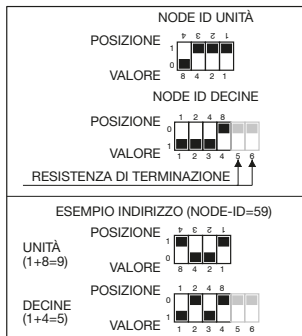 NODE ID UNITÀ
POSIZIONE 4 3 2 1
1
0
VALORE 8 4 2 1
NODE ID DECINE
POSIZIONE 1 2 4 8
0
1
VALORE 1 2 3 4 5 6
RESISTENZA DI TERMINAZIONE
ESEMPIO INDIRIZZO (NODE-ID=59)
POSIZIONE 4 3 2 1
UNITÀ
(1+8=9)
1
0
VALORE 8 4 2 1
POSIZIONE 1 2 4 8
DECINE
(1+4=5)
0
1
VALORE 1 2 3 4 5 6